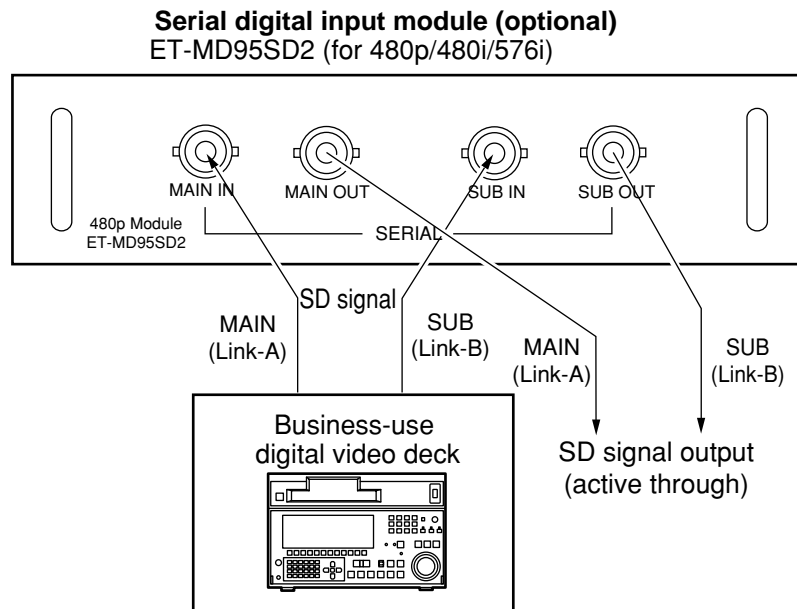 Serial digital input module (optional)
ET-MD95SD2 (for 480p/480i/576i)
MAIN IN
MAIN OUT
SUB IN
SUB OUT
480p Module
ET-MD95SD2
SERIAL
SD signal
MAIN
(Link-A)
SUB
(Link-B)
MAIN
(Link-A)
SUB
(Link-B)
Business-use
digital video deck
SD signal output
(active through)